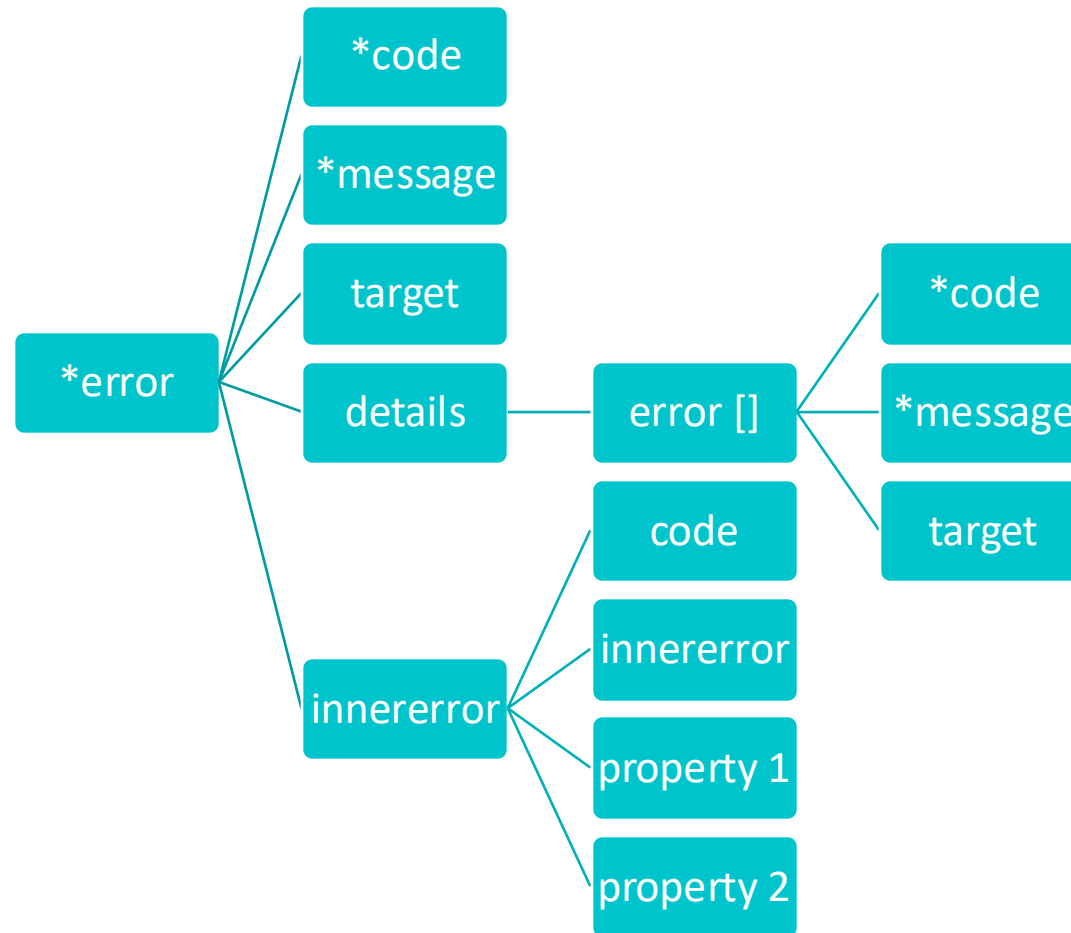 *error
*code
*message
target
details
innererror
error []
code
innererror
property 1
property 2
*code
*message
target